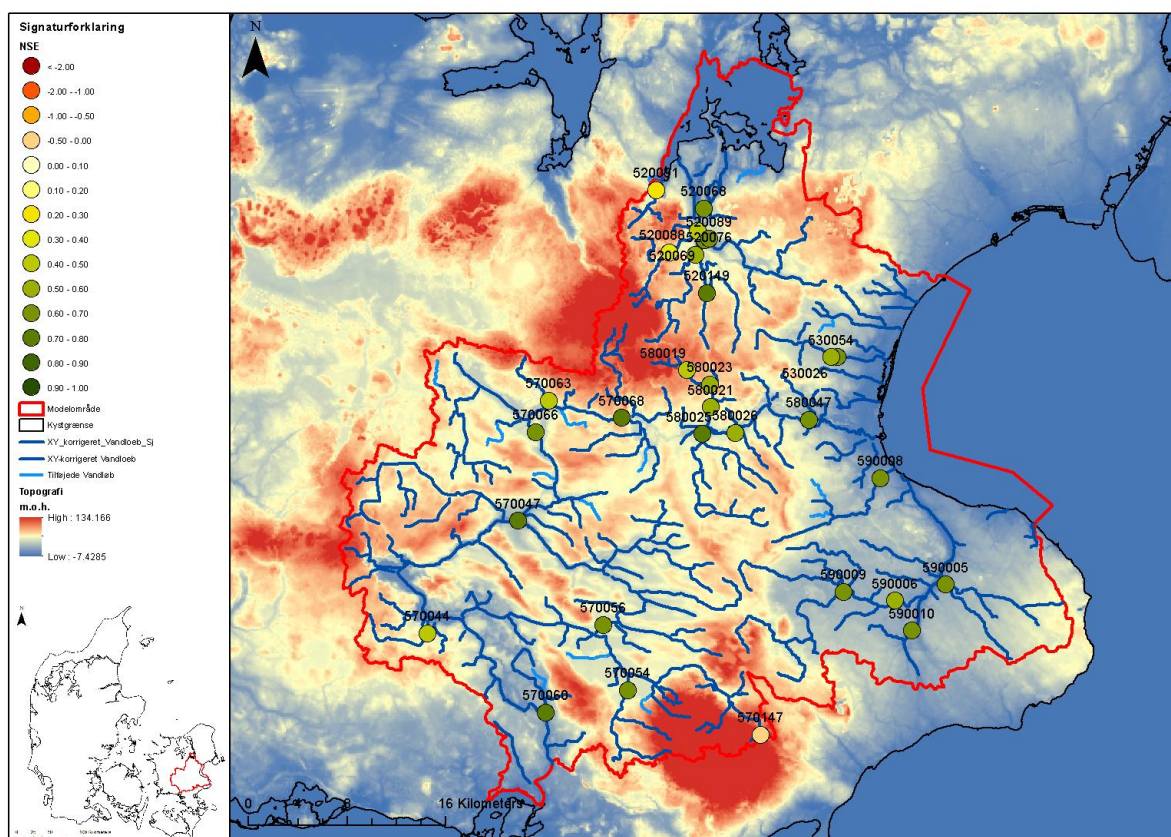 Signaturforklaring
NSE
< -2.00
-2.00 - -1.00
-1.00 - -0.50
-0.50 - 0.00
0.00 - 0.10
0.10 - 0.20
0.20 - 0.30
0.30 - 0.40
0.40 - 0.50
0.50 - 0.60
0.60 - 0.70
0.70 - 0.80
0.80 - 0.90
0.90 - 1.00
Modelområde
Kystgrænse
XY_korrigeret_Vandloeb_Sj
XY-korrigeret Vandloeb
Tilføjede Vandløb
Topografi
m.o.h.
High : 134.166
Low : -7.4285
N
N
520081
520068
520089
520088
520076
520069
520149
530054
580019
580023
530026
570063
580021
570066
570068
580025
580026
580047
590008
570047
590009
590005
590006
570056
570044
590010
570054
570060
570147
0
8
16 Kilometers